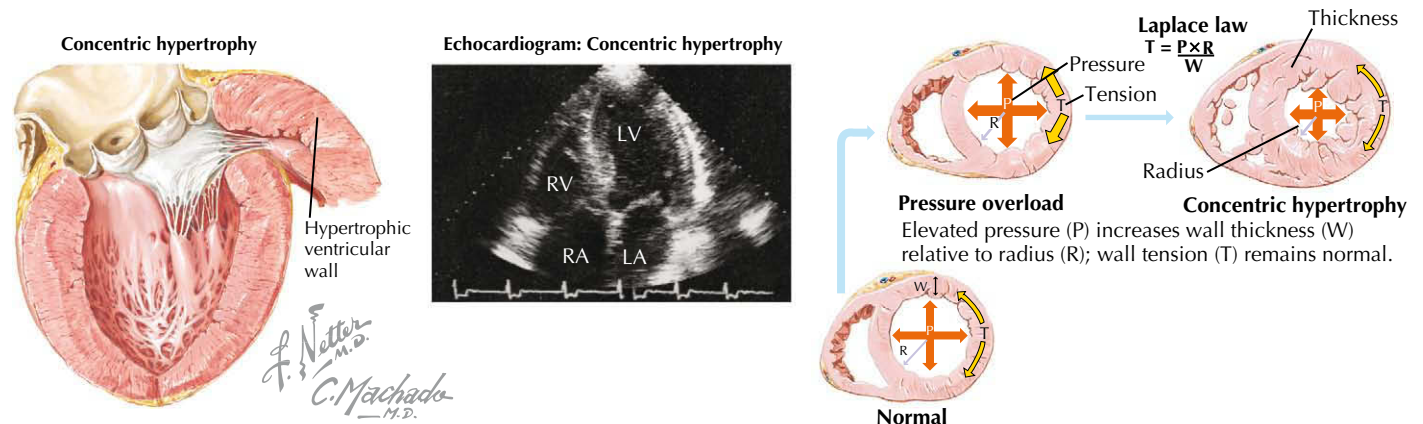 Concentric hypertrophy
Hypertrophic
ventricular
wall
F. Netter
M.D.
C. Machado
M.D.
Echocardiogram: Concentric hypertrophy
LV
RV
RA
LA
Laplace law
T = P×R
W
Thickness
Pressure
Tension
P
T
R
P
T
Radius
Pressure overload
Concentric hypertrophy
Elevated pressure (P) increases wall thickness (W)
relative to radius (R); wall tension (T) remains normal.
W
P
T
R
Normal